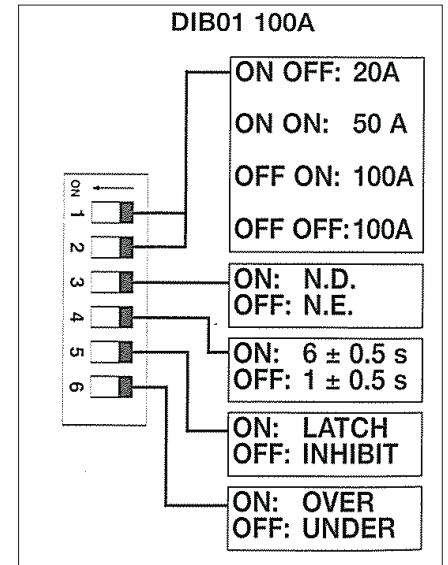 DIB01 100A
ON OFF: 20A
ON ON: 50 A
OFF ON: 100A
OFF OFF:100A
ON
1
2
3
4
5
6
ON: N.D.
OFF: N.E.
ON: 6 ± 0.5 s
OFF: 1 ± 0.5 s
ON: LATCH
OFF: INHIBIT
ON: OVER
OFF: UNDER